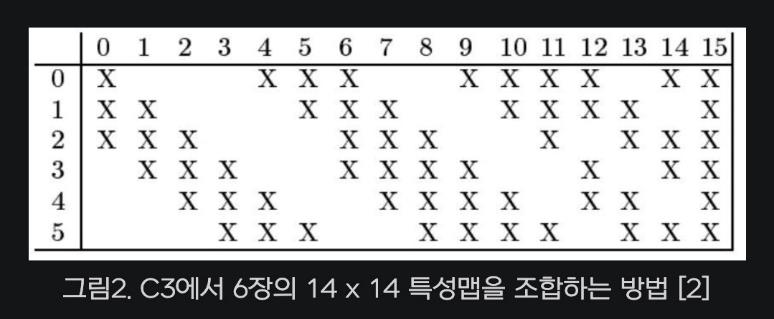 0 1 2 3 4 5 6 7 8 9 10 11 12 13 14 15
0 X X X X X X X X X X
1 X X X X X X X X X X
2 X X X X X X X X X X
3 X X X X X X X X X X
4 X X X X X X X X X X
5 X X X X X X X X X X
그림2. C3에서 6장의 14 x 14 특성맵을 조합하는 방법 [2]